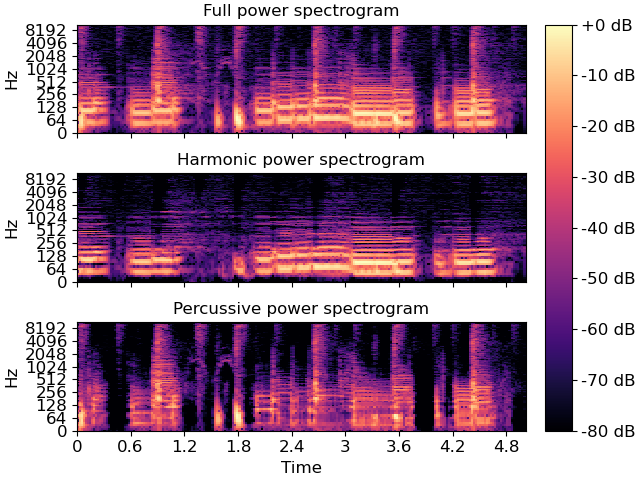 Full power spectrogram
8192
4096
2048
1024
512
256
128
64
0
Hz
Harmonic power spectrogram
8192
4096
2048
1024
512
256
128
64
0
Hz
Percussive power spectrogram
8192
4096
2048
1024
512
256
128
64
0
Hz
0 0.6 1.2 1.8 2.4 3 3.6 4.2 4.8
Time
+0 dB
-10 dB
-20 dB
-30 dB
-40 dB
-50 dB
-60 dB
-70 dB
-80 dB